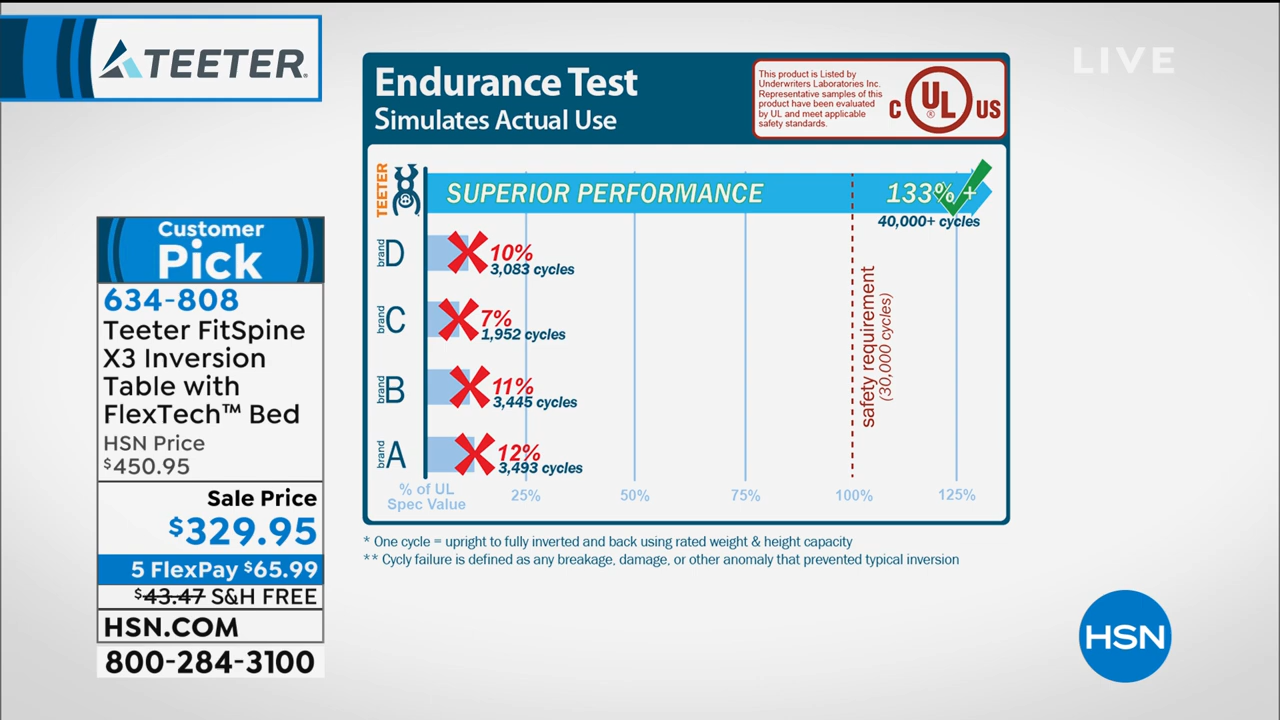 TEETER
LIVE
Endurance Test
Simulates Actual Use
This product is Listed by
Underwriters Laboratories Inc.
Representative samples of this
product have been evaluated
by UL and meet applicable
safety standards.
C UL ® US
TEETER
SUPERIOR PERFORMANCE 133% +
40,000+ cycles
brand D 10%
3,083 cycles
brand C 7%
1,952 cycles
brand B 11%
3,445 cycles
brand A 12%
3,493 cycles
safety requirement
(30,000 cycles)
% of UL
Spec Value
25% 50% 75% 100% 125%
* One cycle = upright to fully inverted and back using rated weight & height capacity
** Cycly failure is defined as any breakage, damage, or other anomaly that prevented typical inversion
Customer
Pick
634-808
Teeter FitSpine
X3 Inversion
Table with
FlexTech™ Bed
HSN Price
$450.95
Sale Price
$329.95
5 FlexPay $65.99
$43.47 S&H FREE
HSN.COM
800-284-3100
HSN